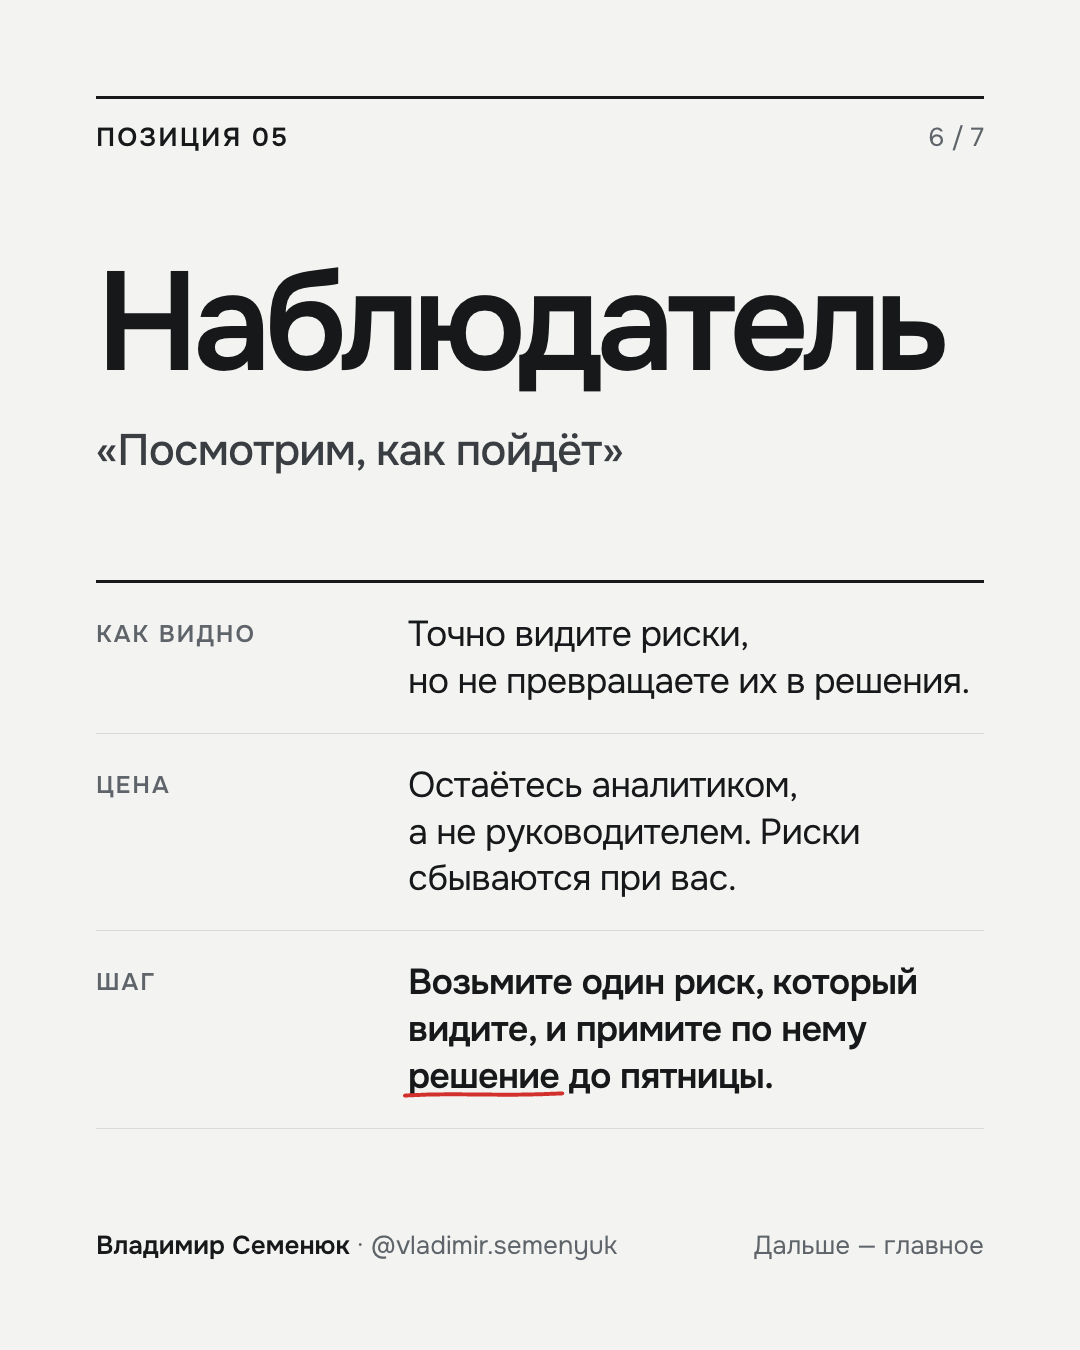 ПОЗИЦИЯ 05
6 / 7
Наблюдатель
«Посмотрим, как пойдёт»
КАК ВИДНО
Точно видите риски,
но не превращаете их в решения.
ЦЕНА
Остаётесь аналитиком,
а не руководителем. Риски
сбываются при вас.
ШАГ
Возьмите один риск, который
видите, и примите по нему
решение до пятницы.
Владимир Семенюк · @vladimir.semenyuk
Дальше — главное